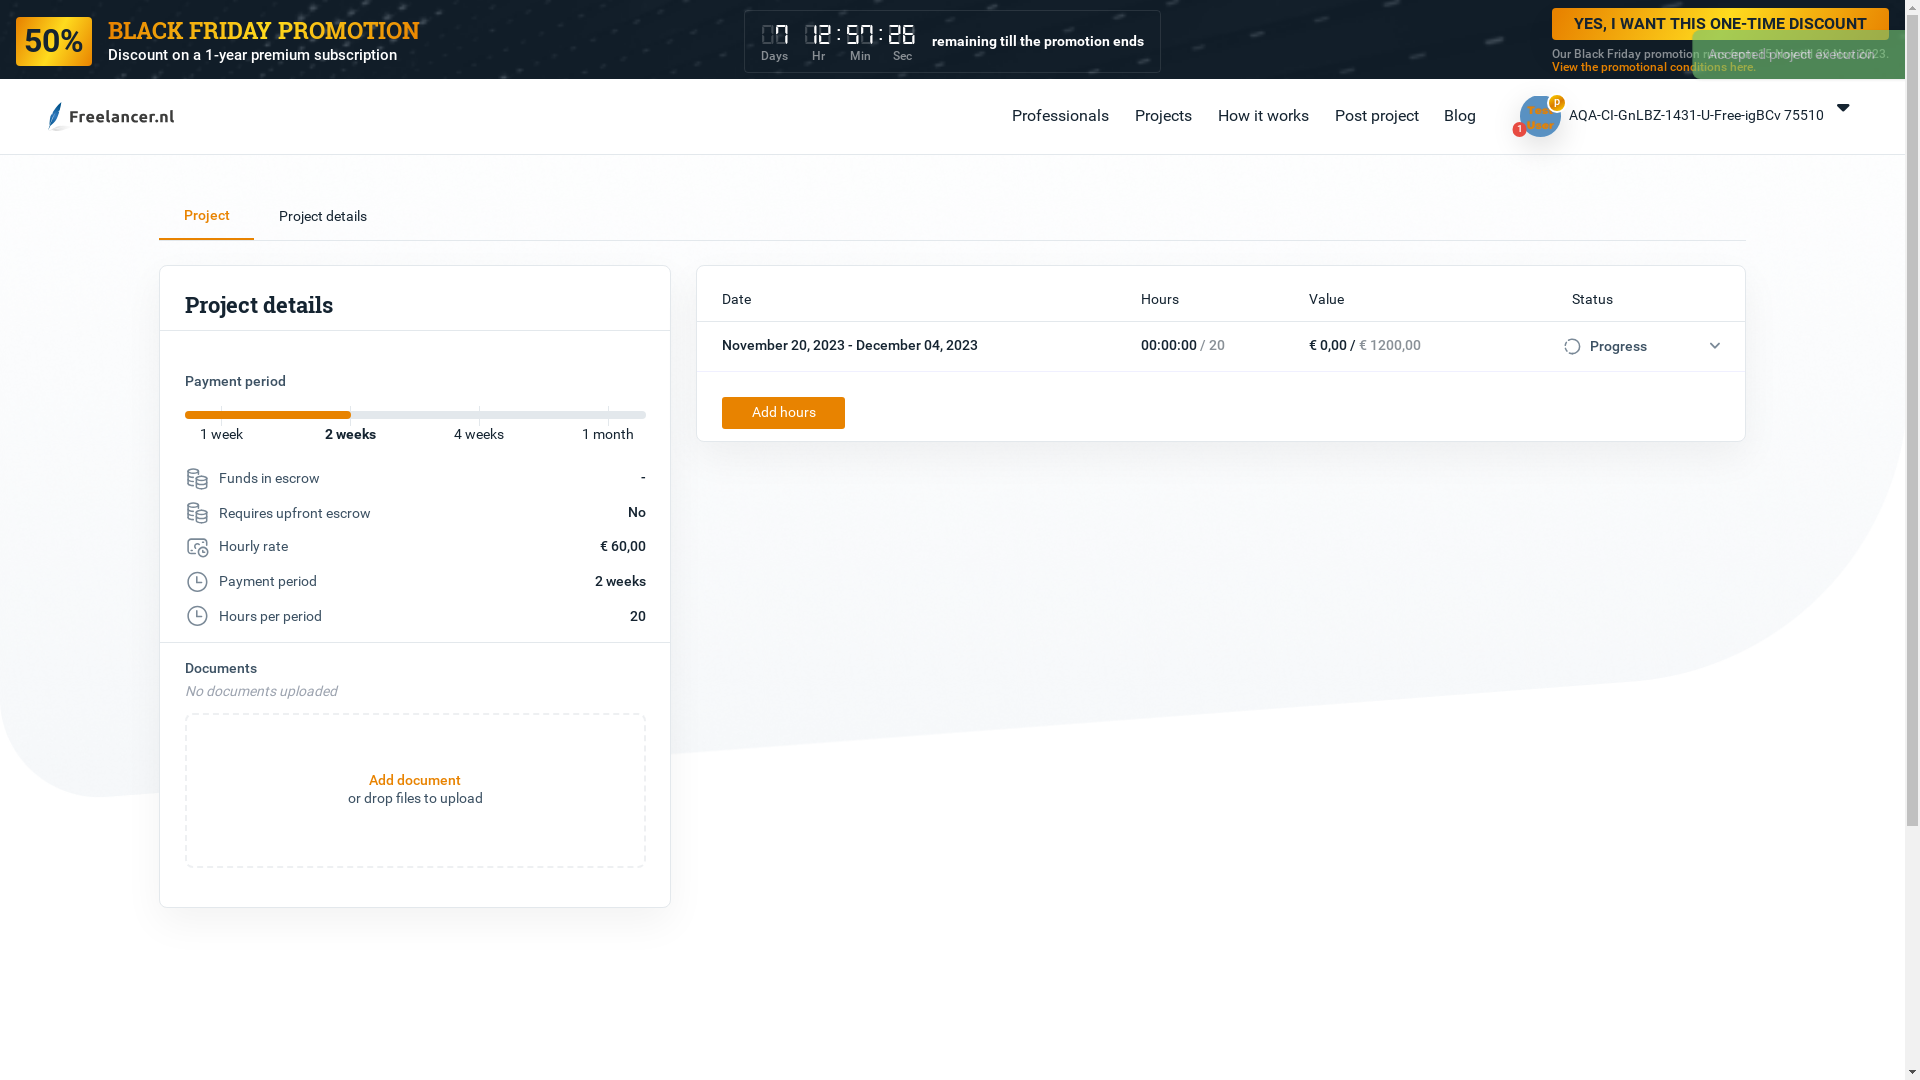 50%
BLACK FRIDAY PROMOTION
Discount on a 1-year premium subscription
7 12:57:26
Days Hr Min Sec
remaining till the promotion ends
YES, I WANT THIS ONE-TIME DISCOUNT
Our Black Friday promotion
2023.
View the promotional conditions here.
Accepted project execution
Freelancer.nl
Professionals
Projects
How it works
Post project
Blog
Test
User
P
1
AQA-CI-GnLBZ-1431-U-Free-igBCv 75510
Project
Project details
Project details
Payment period
1 week
2 weeks
4 weeks
1 month
Funds in escrow -
Requires upfront escrow No
Hourly rate € 60,00
Payment period 2 weeks
Hours per period 20
Documents
No documents uploaded
Add document
or drop files to upload
Date Hours Value Status
November 20, 2023 - December 04, 2023 00:00:00 / 20 € 0,00 / € 1200,00 Progress
Add hours